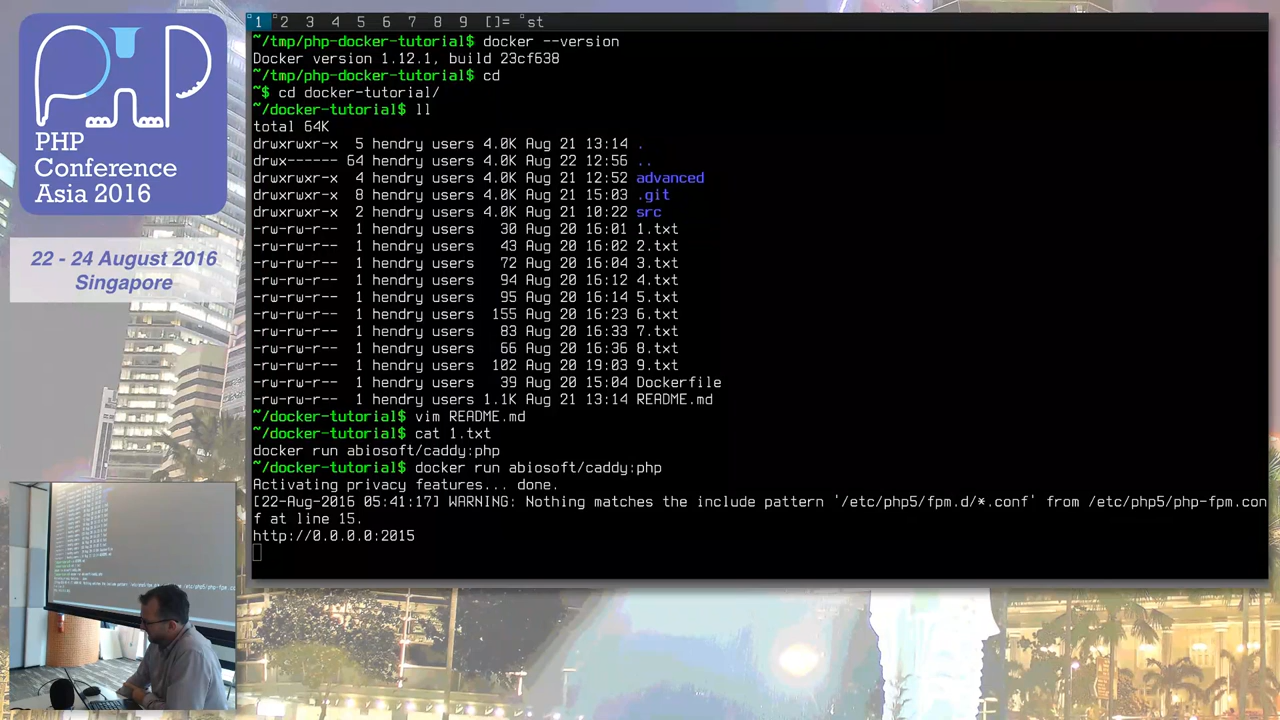 PHP
Conference
Asia 2016
22 - 24 August 2016
Singapore
1 2 3 4 5 6 7 8 9 []= °st
~/tmp/php-docker-tutorial$ docker --version
Docker version 1.12.1, build 23cf638
~/tmp/php-docker-tutorial$ cd
~$ cd docker-tutorial/
~/docker-tutorial$ ll
total 64K
drwxrwxr-x 5 hendry users 4.0K Aug 21 13:14 .
drwx------ 64 hendry users 4.0K Aug 22 12:56 ..
drwxrwxr-x 4 hendry users 4.0K Aug 21 12:52 advanced
drwxrwxr-x 8 hendry users 4.0K Aug 21 15:03 .git
drwxrwxr-x 2 hendry users 4.0K Aug 21 10:22 src
-rw-rw-r-- 1 hendry users 30 Aug 20 16:01 1.txt
-rw-rw-r-- 1 hendry users 43 Aug 20 16:02 2.txt
-rw-rw-r-- 1 hendry users 72 Aug 20 16:04 3.txt
-rw-rw-r-- 1 hendry users 94 Aug 20 16:12 4.txt
-rw-rw-r-- 1 hendry users 95 Aug 20 16:14 5.txt
-rw-rw-r-- 1 hendry users 155 Aug 20 16:23 6.txt
-rw-rw-r-- 1 hendry users 83 Aug 20 16:33 7.txt
-rw-rw-r-- 1 hendry users 66 Aug 20 16:36 8.txt
-rw-rw-r-- 1 hendry users 102 Aug 20 19:03 9.txt
-rw-rw-r-- 1 hendry users 39 Aug 20 15:04 Dockerfile
-rw-rw-r-- 1 hendry users 1.1K Aug 21 13:14 README.md
~/docker-tutorial$ vim README.md
~/docker-tutorial$ cat 1.txt
docker run abiosoft/caddy:php
~/docker-tutorial$ docker run abiosoft/caddy:php
Activating privacy features... done.
[22-Aug-2016 05:41:17] WARNING: Nothing matches the include pattern '/etc/php5/fpm.d/*.conf' from /etc/php5/php-fpm.con
f at line 15.
http://0.0.0.0:2015